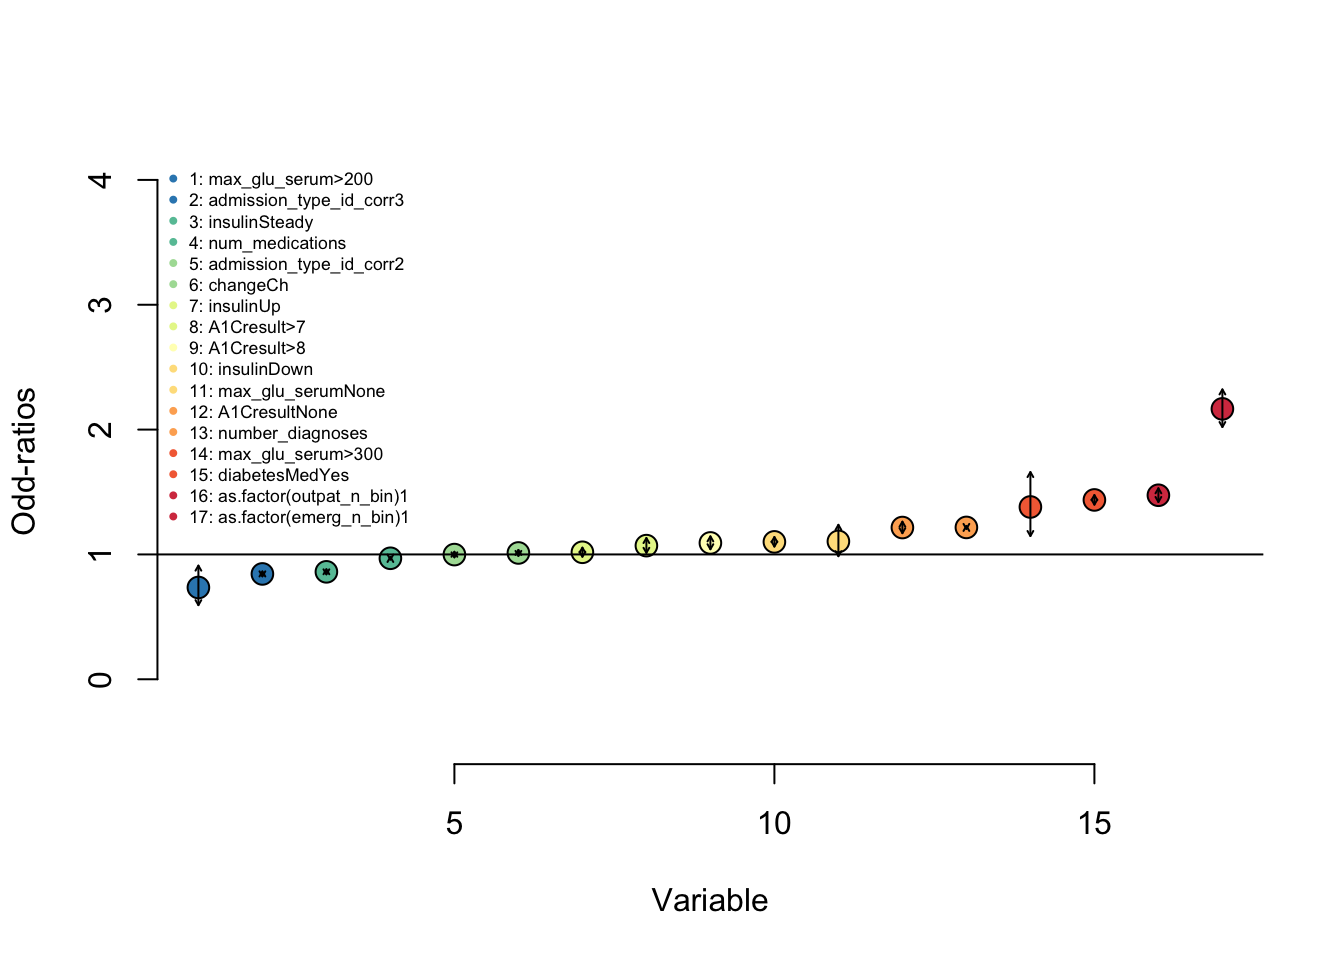 4
3
2
1
0
Odd-ratios
1: max_glu_serum>200
2: admission_type_id_corr3
3: insulinSteady
4: num_medications
5: admission_type_id_corr2
6: changeCh
7: insulinUp
8: A1Cresult>7
9: A1Cresult>8
10: insulinDown
11: max_glu_serumNone
12: A1CresultNone
13: number_diagnoses
14: max_glu_serum>300
15: diabetesMedYes
16: as.factor(outpat_n_bin)1
17: as.factor(emerg_n_bin)1
5 10 15
Variable